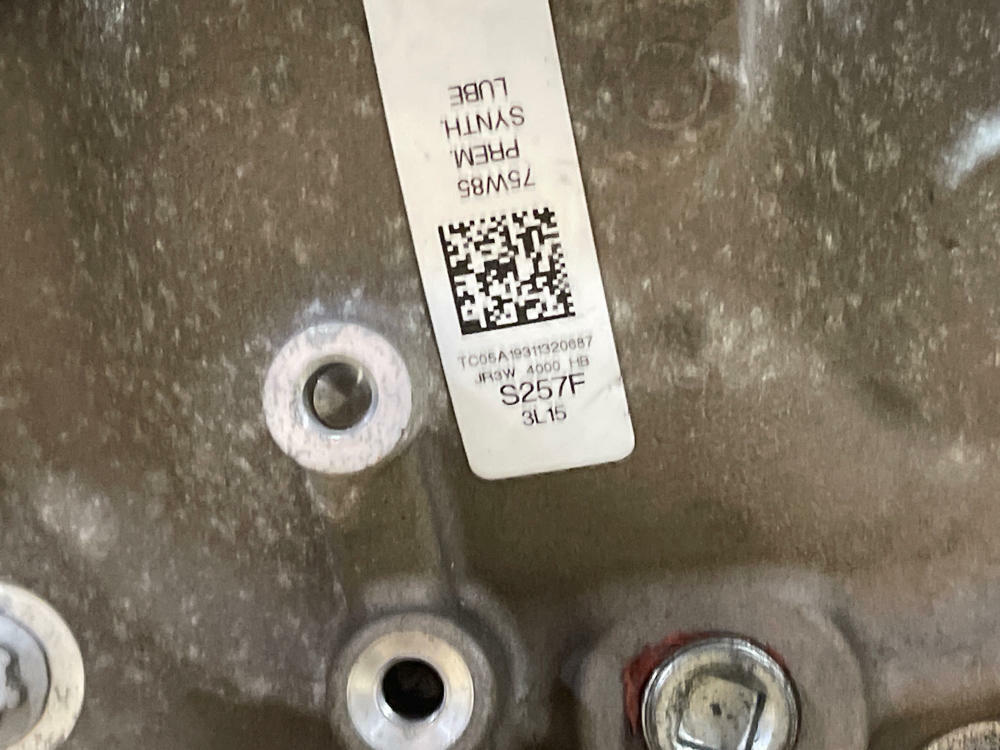 75W85
PREM.
SYNTH.
LUBE
TC05A19311320687
JR3W 4000 HB
S257F
3L15